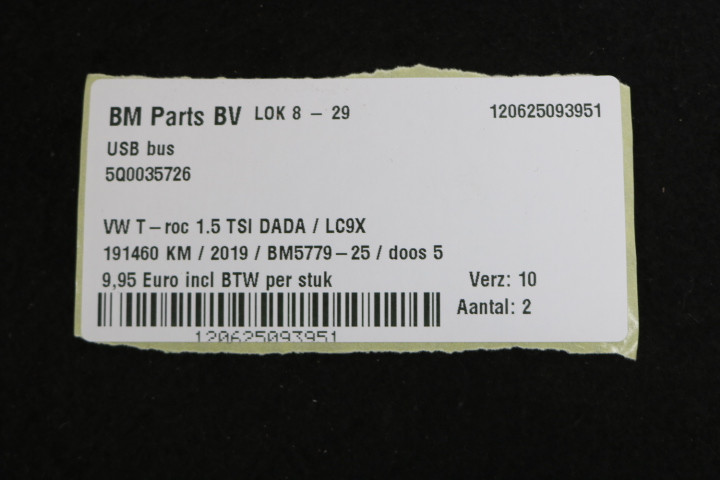 BM Parts BV LOK 8 – 29 120625093951
USB bus
5Q0035726
VW T–roc 1.5 TSI DADA / LC9X
191460 KM / 2019 / BM5779–25 / doos 5
9,95 Euro incl BTW per stuk Verz: 10
Aantal: 2
120625093951